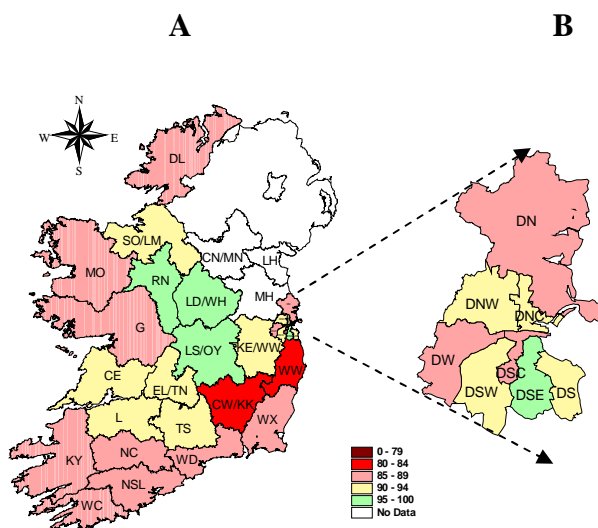 A B
N
W E
S
DL
DN
SO/LM
CN/MN
LH
MO
RN
LD/WH
MH
DNW
DNC
G
LS/OY
KE/WW
DW
DSC
CE
EL/TN
WW
DSW
DSE
DS
CW/KK
L
TS
WX
KY
NC
WD
NSL
WC
0 - 79
80 - 84
85 - 89
90 - 94
95 - 100
No Data